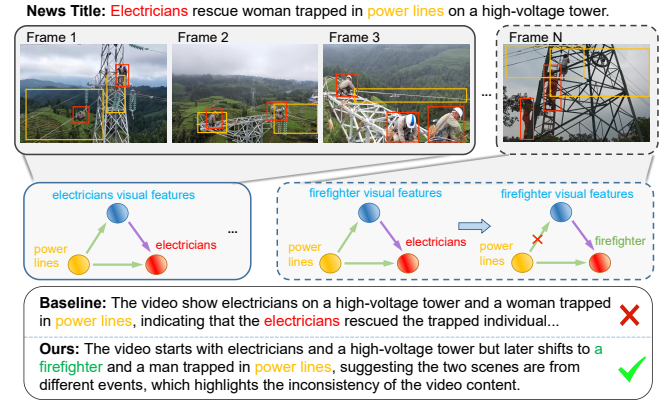 News Title: Electricians rescue woman trapped in power lines on a high-voltage tower.
Frame 1
Frame 2
Frame 3
...
Frame N
electricians visual features
power
lines
electricians
...
firefighter visual features
power
lines
electricians
firefighter visual features
power
lines
firefighter
Baseline: The video show electricians on a high-voltage tower and a woman trapped
in power lines, indicating that the electricians rescued the trapped individual...
Ours: The video starts with electricians and a high-voltage tower but later shifts to a
firefighter and a man trapped in power lines, suggesting the two scenes are from
different events, which highlights the inconsistency of the video content.